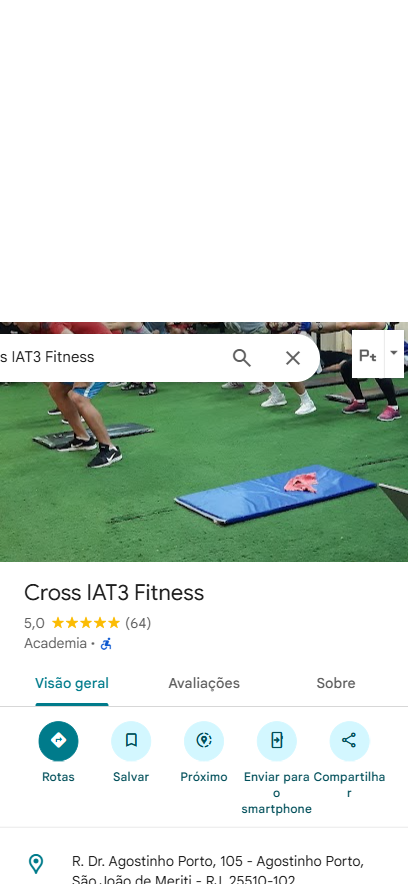 s IAT3 Fitness
Cross IAT3 Fitness
5,0 (64)
Academia ·
Visão geral Avaliações Sobre
Rotas Salvar Próximo Enviar para o smartphone Compartilhar
R. Dr. Agostinho Porto, 105 - Agostinho Porto,
São João de Meriti - RJ, 25510-102